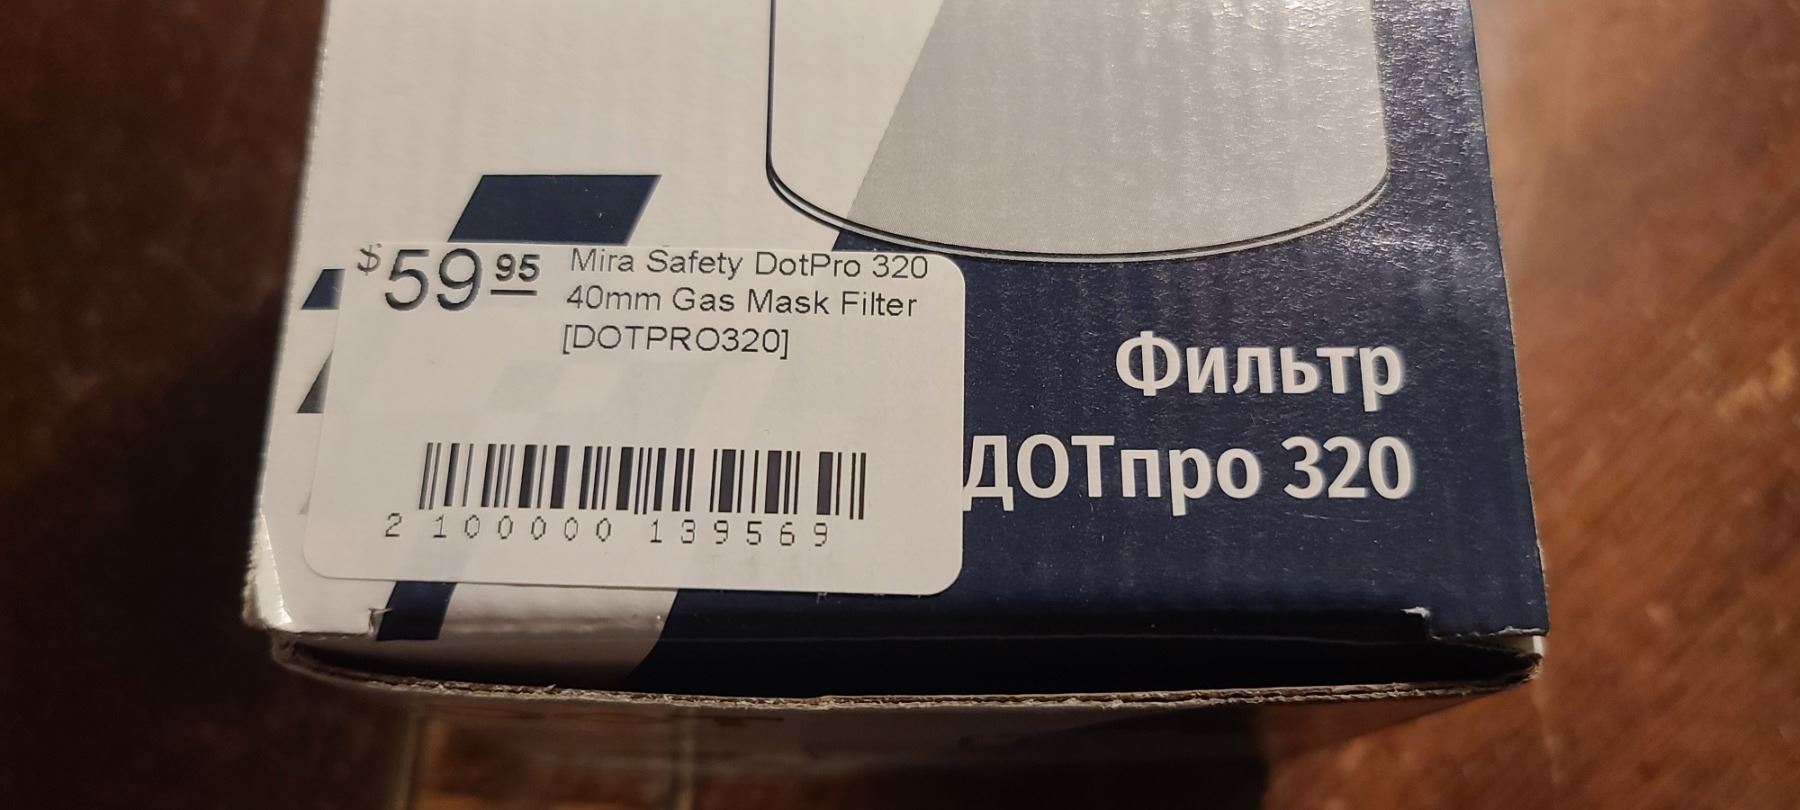 $59 95
Mira Safety DotPro 320
40mm Gas Mask Filter
[DOTPRO320]
2 100000 139569
Фильтр
ДОТпро 320